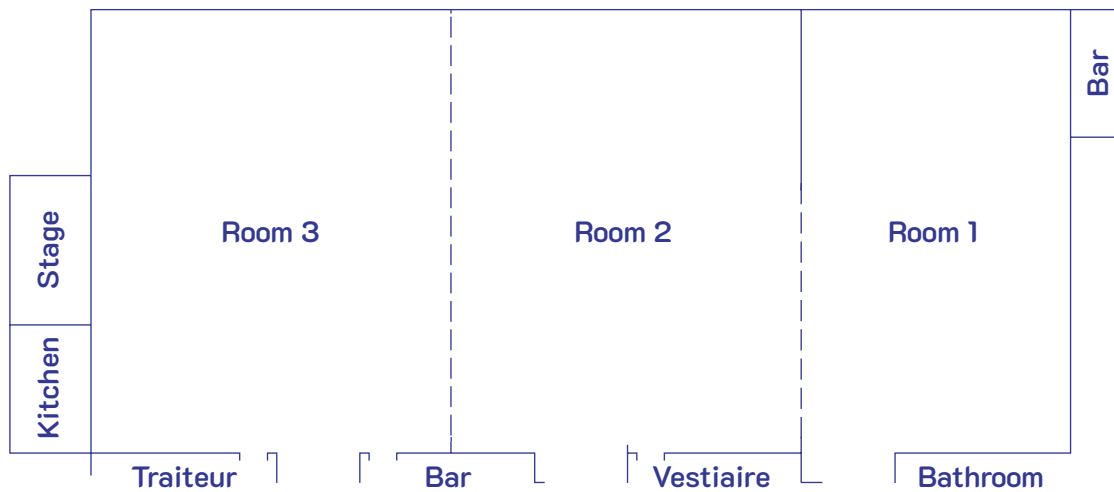 Bar
Stage
Room 3
Room 2
Room 1
Kitchen
Traiteur
Bar
Vestiaire
Bathroom